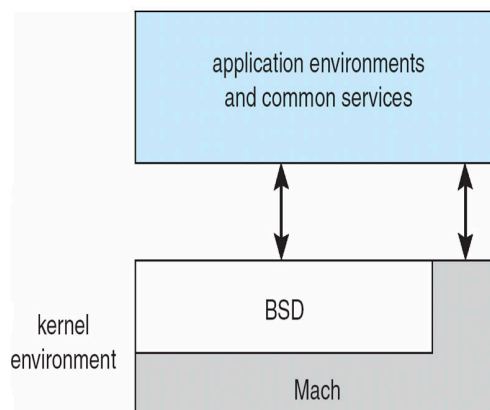 application environments
and common services
BSD
kernel
environment
Mach